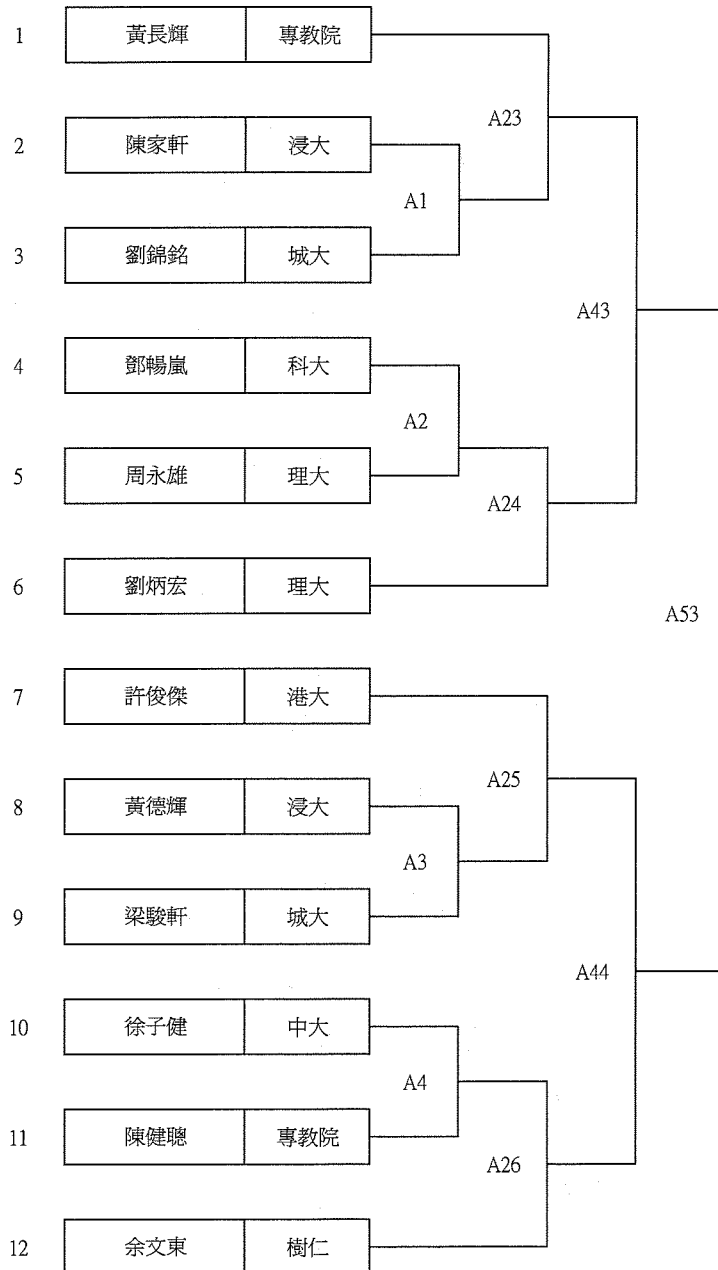 1 黃長輝 專教院
A23
2 陳家軒 浸大
A1
3 劉錦銘 城大
A43
4 鄧暢嵐 科大
A2
5 周永雄 理大
A24
6 劉炳宏 理大
A53
7 許俊傑 港大
A25
8 黃德輝 浸大
A3
9 梁駿軒 城大
A44
10 徐子健 中大
A4
11 陳健聰 專教院
A26
12 余文東 樹仁